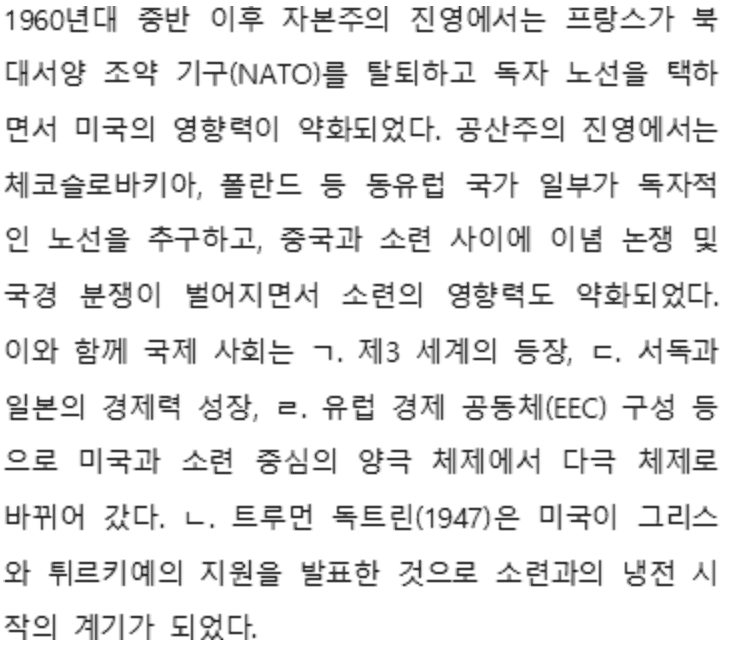 1960년대 중반 이후 자본주의 진영에서는 프랑스가 북
대서양 조약 기구(NATO)를 탈퇴하고 독자 노선을 택하
면서 미국의 영향력이 약화되었다. 공산주의 진영에서는
체코슬로바키아, 폴란드 등 동유럽 국가 일부가 독자적
인 노선을 추구하고, 중국과 소련 사이에 이념 논쟁 및
국경 분쟁이 벌어지면서 소련의 영향력도 약화되었다.
이와 함께 국제 사회는 ㄱ. 제3 세계의 등장, ㄷ. 서독과
일본의 경제력 성장, ㄹ. 유럽 경제 공동체(EEC) 구성 등
으로 미국과 소련 중심의 양극 체제에서 다극 체제로
바뀌어 갔다. ㄴ. 트루먼 독트린(1947)은 미국이 그리스
와 튀르키예의 지원을 발표한 것으로 소련과의 냉전 시
작의 계기가 되었다.